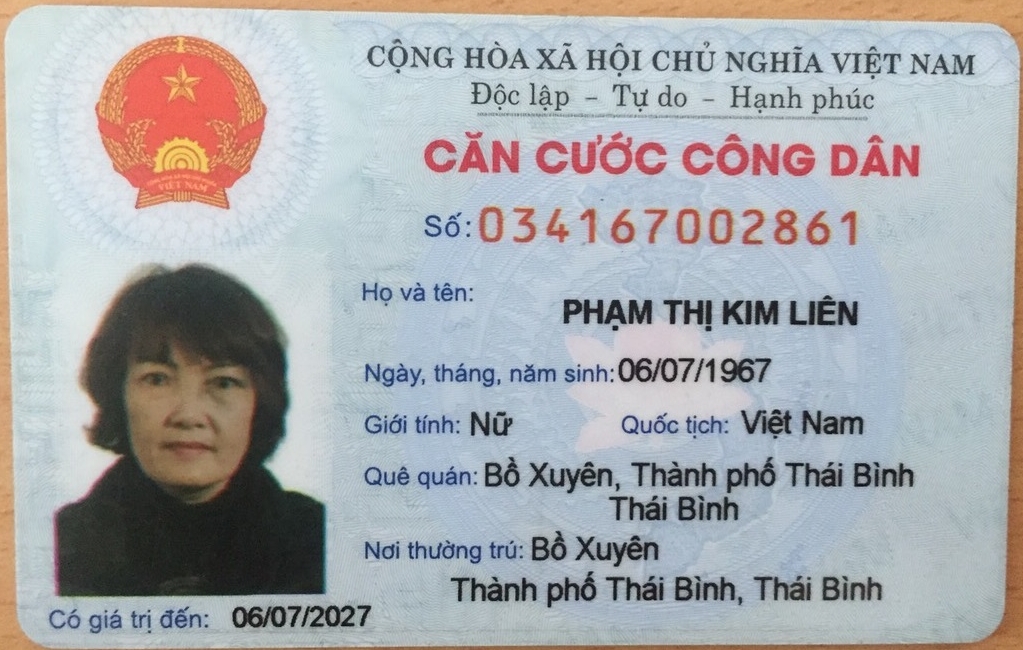 CỘNG HÒA XÃ HỘI CHỦ NGHĨA VIỆT NAM
Độc lập - Tự do - Hạnh phúc
CĂN CƯỚC CÔNG DÂN
Số: 034167002861
Họ và tên:
PHẠM THỊ KIM LIÊN
Ngày, tháng, năm sinh: 06/07/1967
Giới tính: Nữ Quốc tịch: Việt Nam
Quê quán: Bồ Xuyên, Thành phố Thái Bình
Thái Bình
Nơi thường trú: Bồ Xuyên
Thành phố Thái Bình, Thái Bình
Có giá trị đến: 06/07/2027
VIỆT NAM